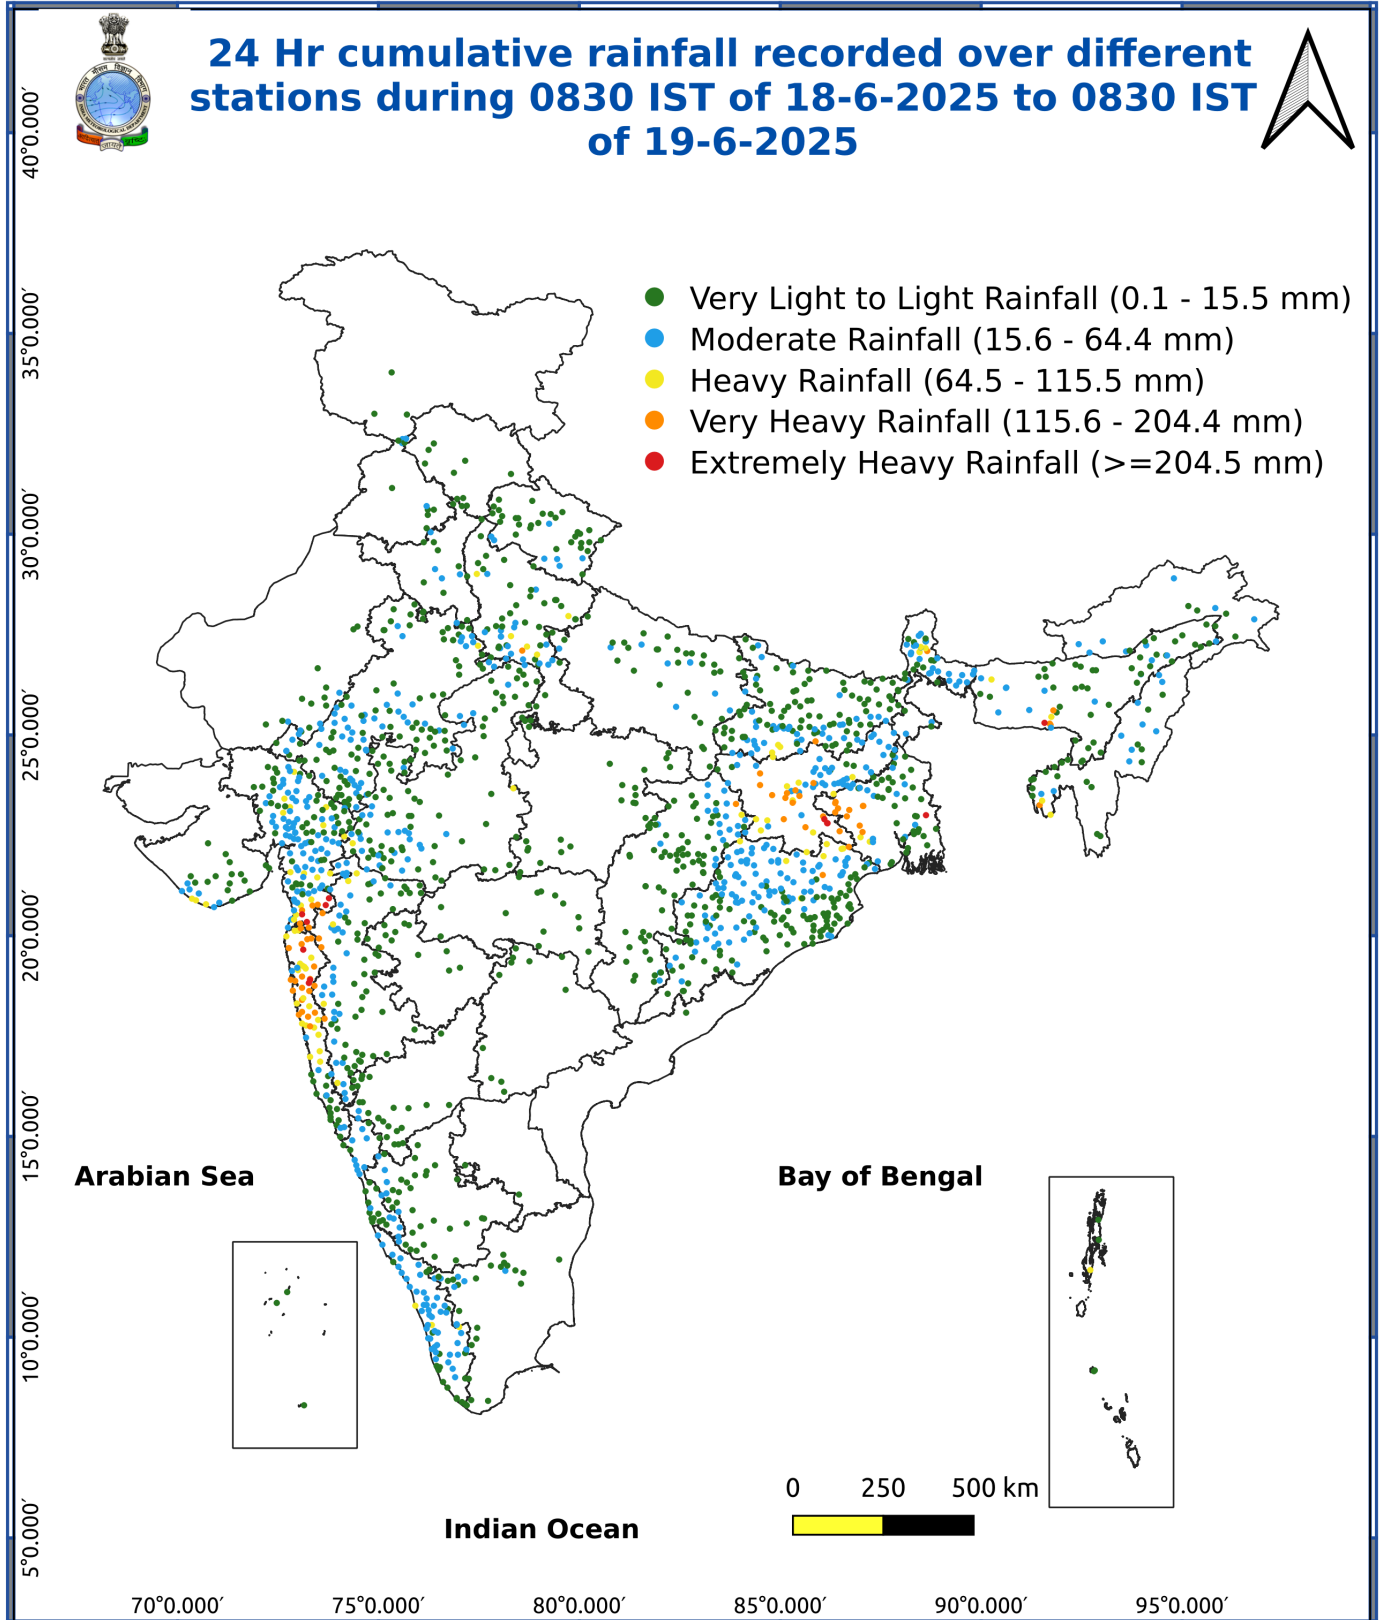 24 Hr cumulative rainfall recorded over different
stations during 0830 IST of 18-6-2025 to 0830 IST
of 19-6-2025
Very Light to Light Rainfall (0.1 - 15.5 mm)
Moderate Rainfall (15.6 - 64.4 mm)
Heavy Rainfall (64.5 - 115.5 mm)
Very Heavy Rainfall (115.6 - 204.4 mm)
Extremely Heavy Rainfall (>=204.5 mm)
40°0.000′
35°0.000′
30°0.000′
25°0.000′
20°0.000′
15°0.000′
10°0.000′
5°0.000′
Arabian Sea
Bay of Bengal
Indian Ocean
0 250 500 km
70°0.000′ 75°0.000′ 80°0.000′ 85°0.000′ 90°0.000′ 95°0.000′